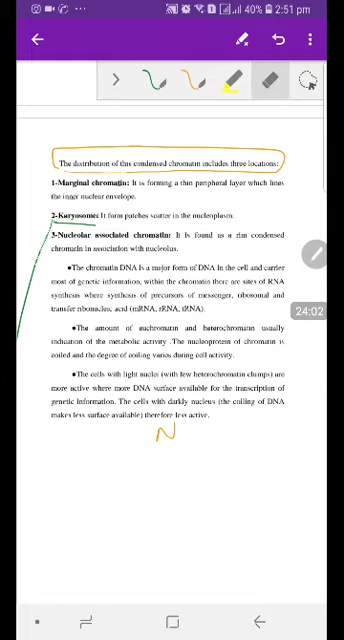 40% 2:51 pm
The distribution of this condensed chromatin includes three locations:
1-Marginal chromatin: It is forming a thin peripheral layer which lines
the inner nuclear envelope.
2-Karyosome: It form patches scatter in the nucleoplasm.
3-Nucleolar associated chromatin: It is found as a rim condensed
chromatin in association with nucleolus.
●The chromatin DNA is a major form of DNA in the cell and carrier
most of genetic information, within the chromatin there are sites of RNA
synthesis where synthesis of precursors of messenger, ribosomal and
transfer ribonucleic acid (mRNA, rRNA, tRNA).
24:02
●The amount of euchromatin and heterochromatin usually
indication of the metabolic activity .The nucleoprotein of chromatin is
coiled and the degree of coiling varies during cell activity.
●The cells with light nuclei (with few heterochromatin clumps) are
more active where more DNA surface available for the transcription of
genetic information. The cells with darkly nucleus (the coiling of DNA
makes less surface available) therefore less active.
N